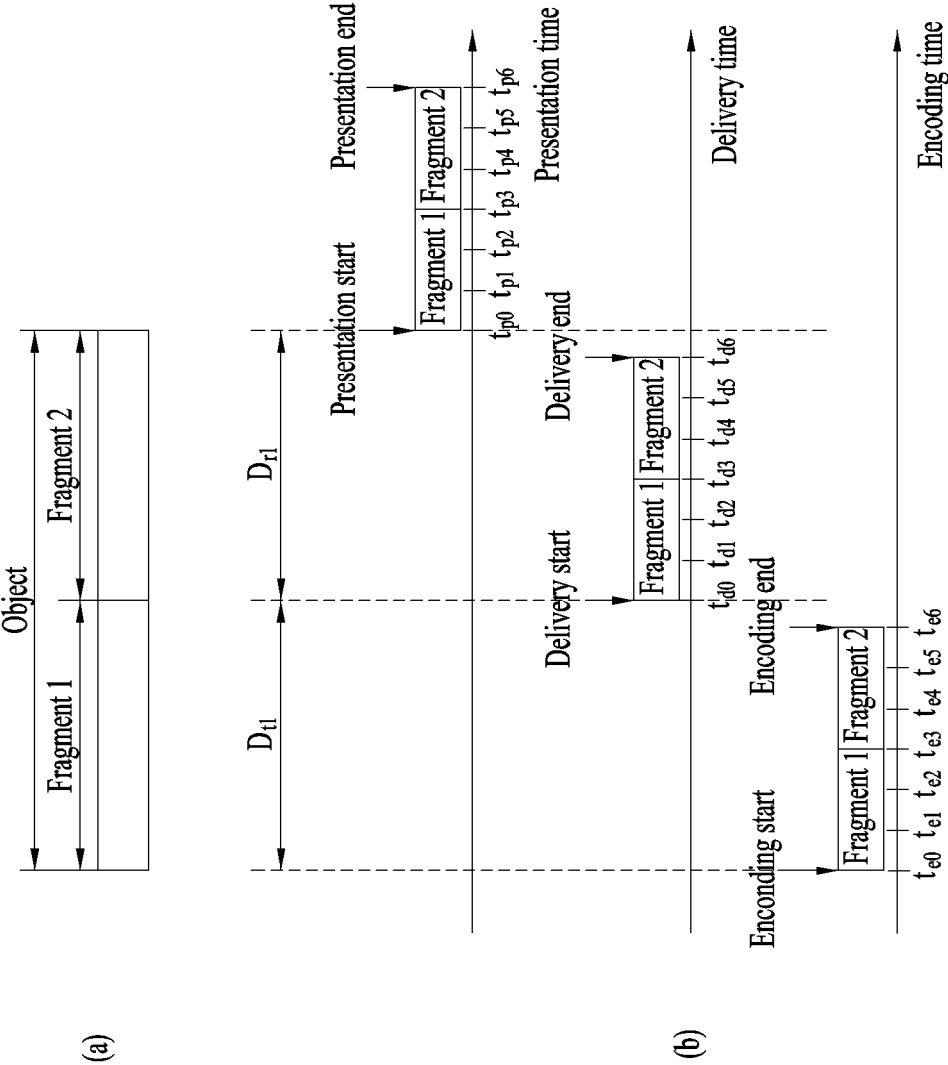 (a)
Object
Fragment 1
Fragment 2
(b)
D_t1
D_r1
Presentation start
Presentation end
Fragment 1
Fragment 2
t_p0 t_p1 t_p2 t_p3 t_p4 t_p5 t_p6
Presentation time
Delivery start
Delivery end
Fragment 1
Fragment 2
t_d0 t_d1 t_d2 t_d3 t_d4 t_d5 t_d6
Delivery time
Enconding start
Encoding end
Fragment 1
Fragment 2
t_e0 t_e1 t_e2 t_e3 t_e4 t_e5 t_e6
Encoding time